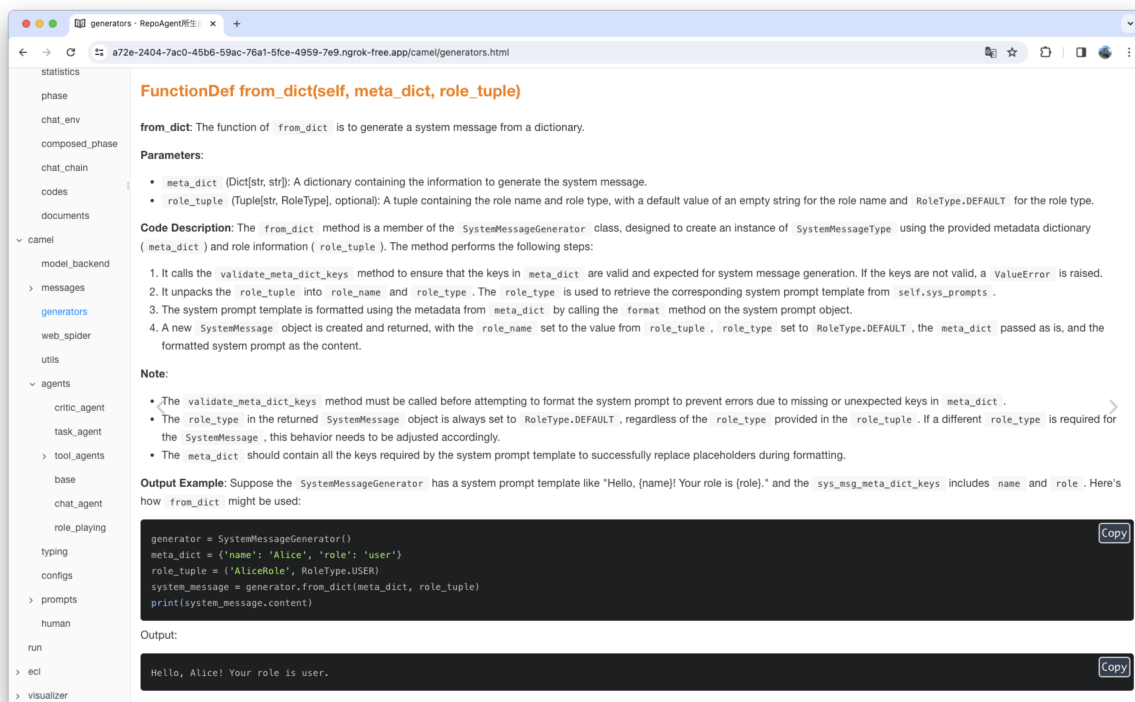 generators · RepoAgent所生
a72e-2404-7ac0-45b6-59ac-76a1-5fce-4959-7e9.ngrok-free.app/camel/generators.html
statistics
phase
chat_env
composed_phase
chat_chain
codes
documents
camel
model_backend
messages
generators
web_spider
utils
agents
critic_agent
task_agent
tool_agents
base
chat_agent
role_playing
typing
configs
prompts
human
run
ecl
visualizer
FunctionDef from_dict(self, meta_dict, role_tuple)
from_dict: The function of from_dict is to generate a system message from a dictionary.
Parameters:
• meta_dict (Dict[str, str]): A dictionary containing the information to generate the system message.
• role_tuple (Tuple[str, RoleType], optional): A tuple containing the role name and role type, with a default value of an empty string for the role name and RoleType.DEFAULT for the role type.
Code Description: The from_dict method is a member of the SystemMessageGenerator class, designed to create an instance of SystemMessageType using the provided metadata dictionary
( meta_dict ) and role information ( role_tuple ). The method performs the following steps:
1. It calls the validate_meta_dict_keys method to ensure that the keys in meta_dict are valid and expected for system message generation. If the keys are not valid, a ValueError is raised.
2. It unpacks the role_tuple into role_name and role_type . The role_type is used to retrieve the corresponding system prompt template from self.sys_prompts .
3. The system prompt template is formatted using the metadata from meta_dict by calling the format method on the system prompt object.
4. A new SystemMessage object is created and returned, with the role_name set to the value from role_tuple , role_type set to RoleType.DEFAULT , the meta_dict passed as is, and the
formatted system prompt as the content.
Note:
• The validate_meta_dict_keys method must be called before attempting to format the system prompt to prevent errors due to missing or unexpected keys in meta_dict .
• The role_type in the returned SystemMessage object is always set to RoleType.DEFAULT , regardless of the role_type provided in the role_tuple . If a different role_type is required for
the SystemMessage , this behavior needs to be adjusted accordingly.
• The meta_dict should contain all the keys required by the system prompt template to successfully replace placeholders during formatting.
Output Example: Suppose the SystemMessageGenerator has a system prompt template like "Hello, {name}! Your role is {role}." and the sys_msg_meta_dict_keys includes name and role . Here's
how from_dict might be used:
Copy
generator = SystemMessageGenerator()
meta_dict = {'name': 'Alice', 'role': 'user'}
role_tuple = ('AliceRole', RoleType.USER)
system_message = generator.from_dict(meta_dict, role_tuple)
print(system_message.content)
Output:
Copy
Hello, Alice! Your role is user.